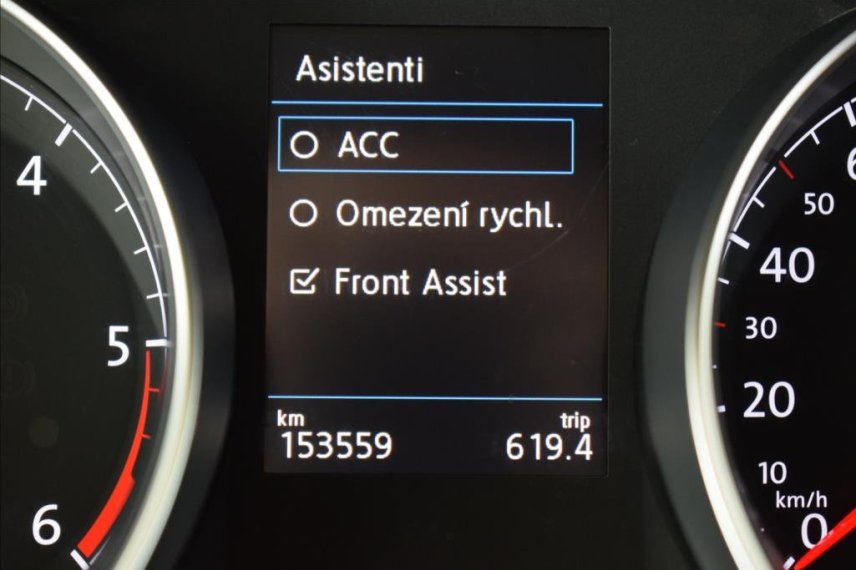 Asistenti
ACC
Omezení rychl.
Front Assist
km trip
153559 619.4
4
5
6
50
40
30
20
10
km/h
0